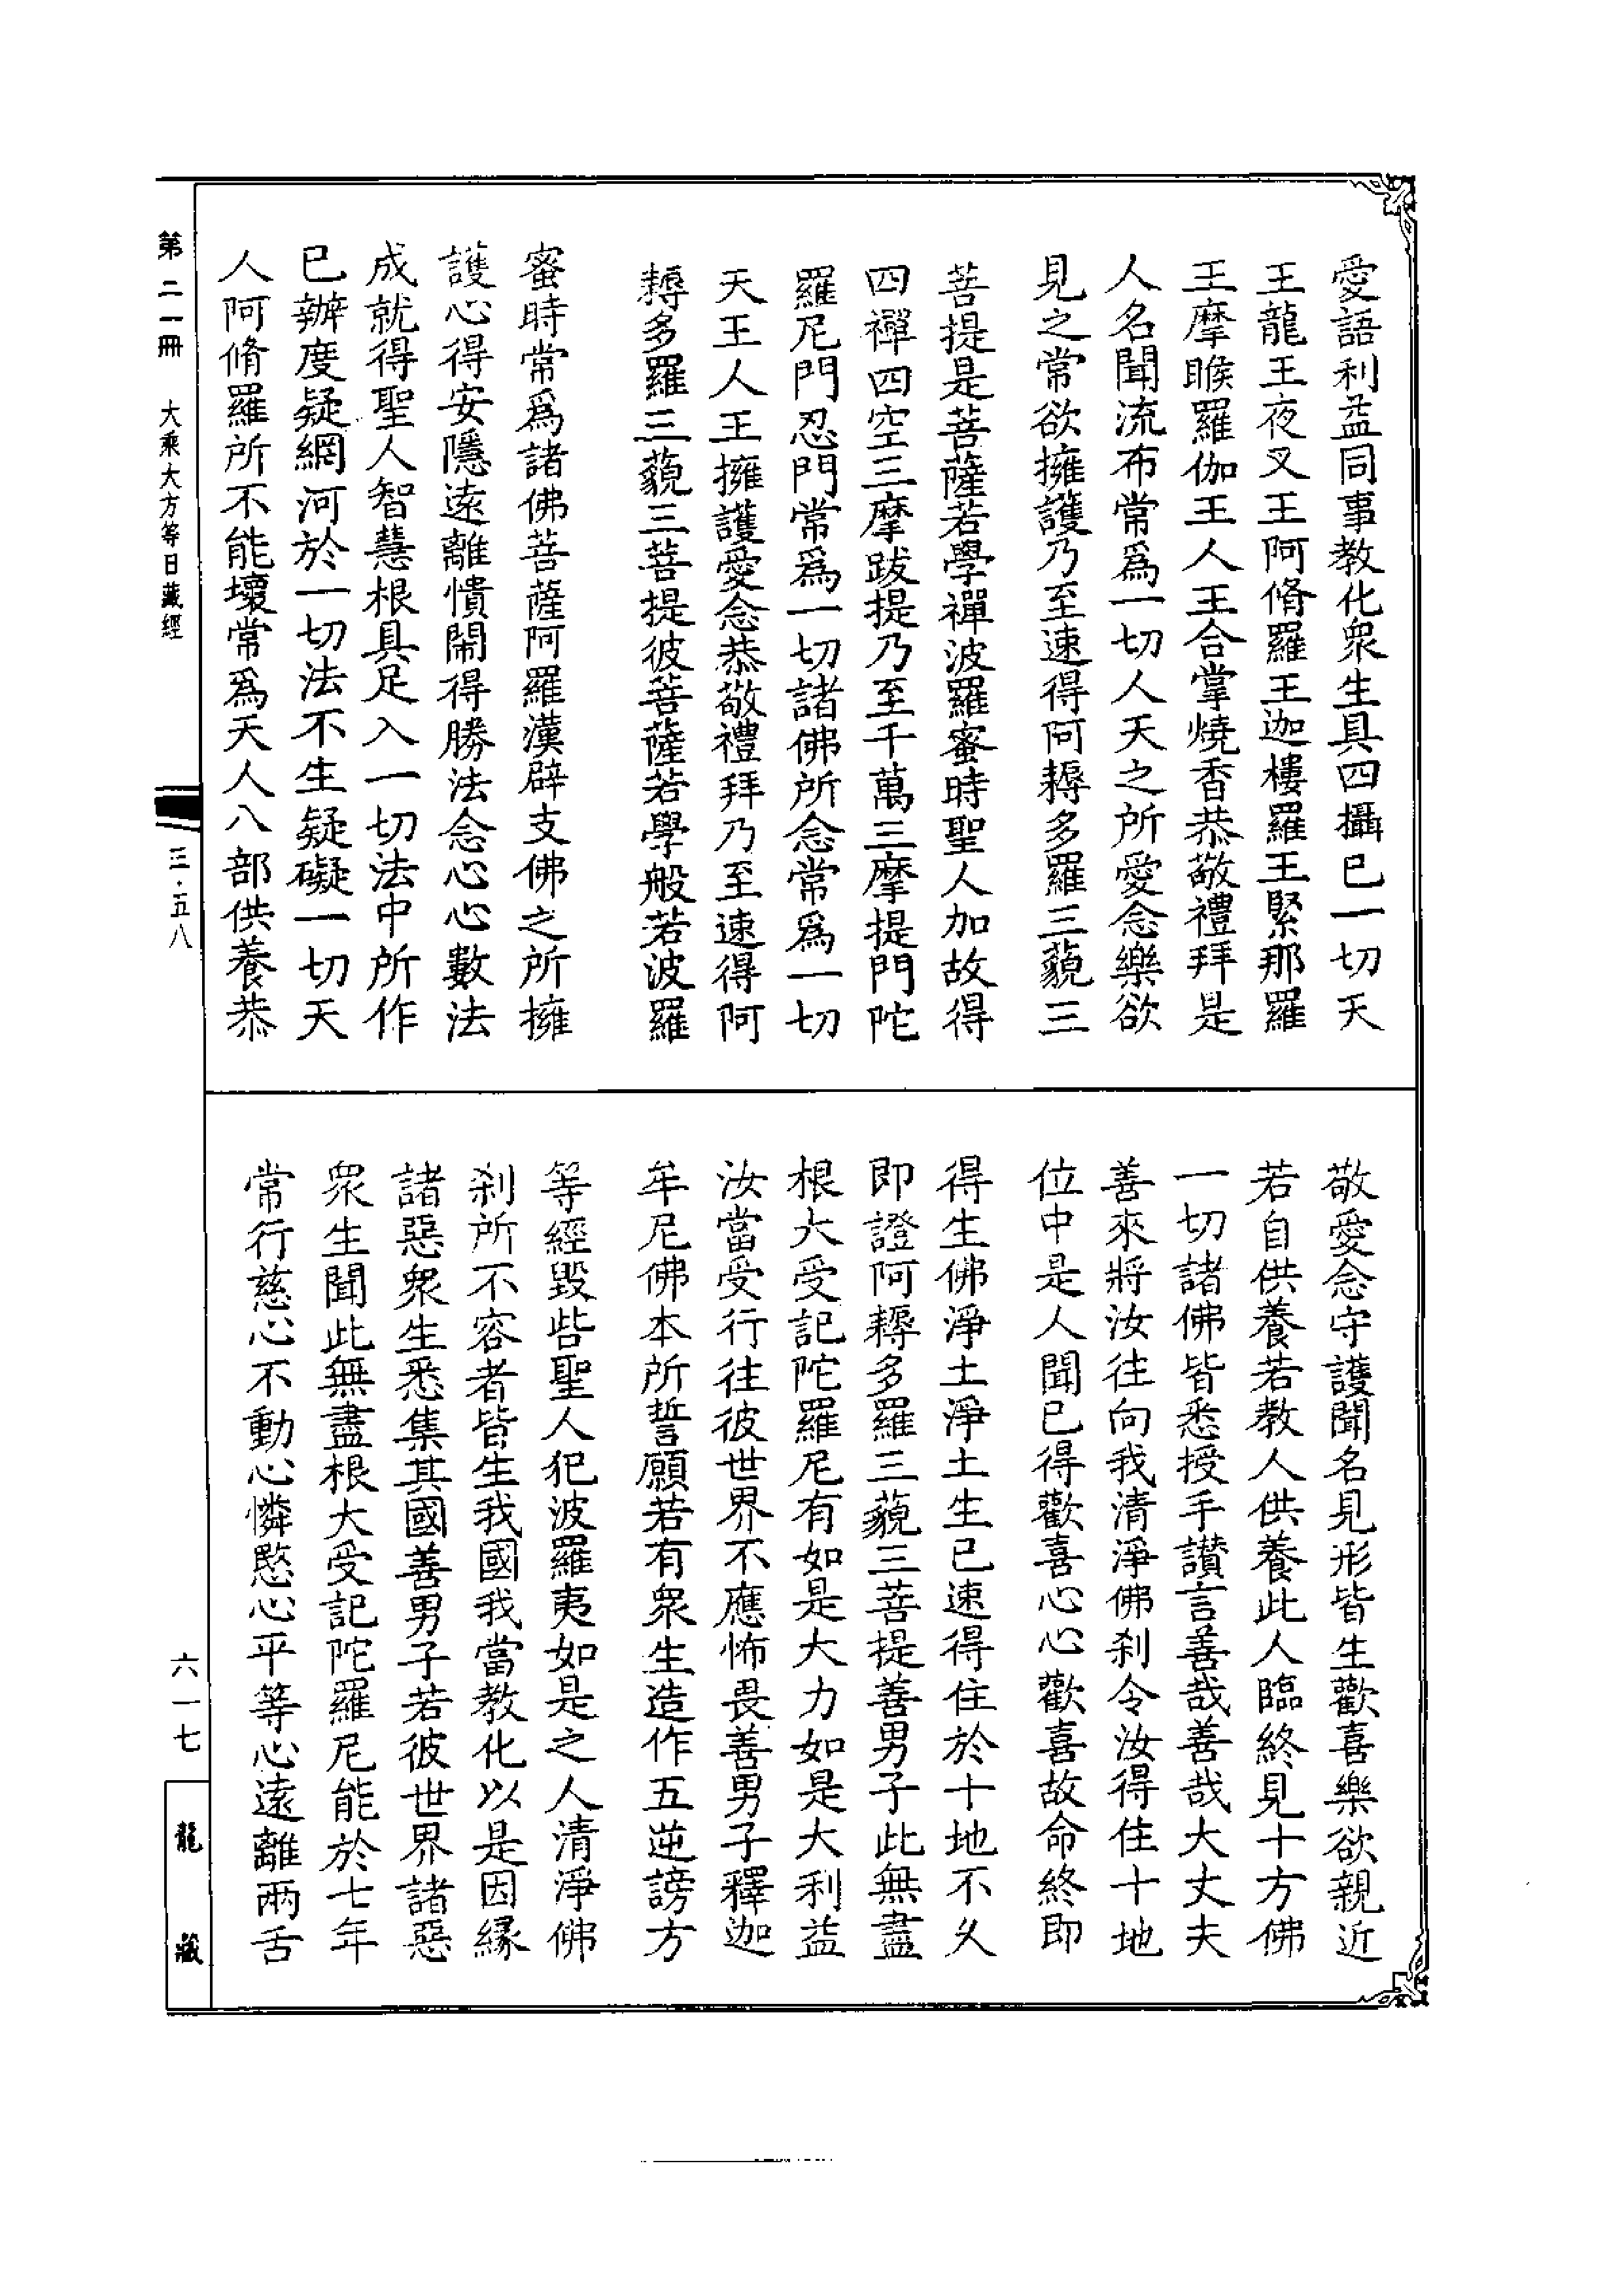 愛語利益同事教化眾生具四攝已一切天
王龍王夜叉王阿脩羅王迦樓羅王緊那羅
王摩睺羅伽王人王合掌燒香恭敬禮拜是
人名聞流布常爲一切人天之所愛念樂欲
見之常欲擁護乃至速得阿耨多羅三藐三
菩提是菩薩若學禪波羅蜜時聖人加故得
四禪四空三摩跋提乃至千萬三摩提門陀
羅尼門忍門常爲一切諸佛所念常爲一切
天王人王擁護愛念恭敬禮拜乃至速得阿
耨多羅三藐三菩提彼菩薩若學般若波羅
蜜時常爲諸佛菩薩阿羅漢辟支佛之所擁
護心得安隱遠離憒閙得勝法念心心數法
成就得聖人智慧根具足入一切法中所作
已辦度疑網河於一切法不生疑礙一切天
人阿脩羅所不能壞常爲天人八部供養恭
敬愛念守護聞名見形皆生歡喜樂欲親近
若自供養若教人供養此人臨終見十方佛
一切諸佛皆悉授手讃言善哉善哉大丈夫
善來將汝往向我清淨佛刹令汝得住十地
位中是人聞已得歡喜心心歡喜故命終即
得生佛淨土淨土生已速得住於十地不久
即證阿耨多羅三藐三菩提善男子此無盡
根大受記陀羅尼有如是大力如是大利益
汝當受行往彼世界不應怖畏善男子釋迦
牟尼佛本所誓願若有眾生造作五逆謗方
等經毀呰聖人犯波羅夷如是之人清淨佛
刹所不容者皆生我國我當教化以是因緣
諸惡眾生悉集其國善男子若彼世界諸惡
眾生聞此無盡根大受記陀羅尼能於七年
常行慈心不動心憐愍心平等心遠離兩舌
第二一冊 大乘大方等日藏經
三·五八
六一七
龍藏